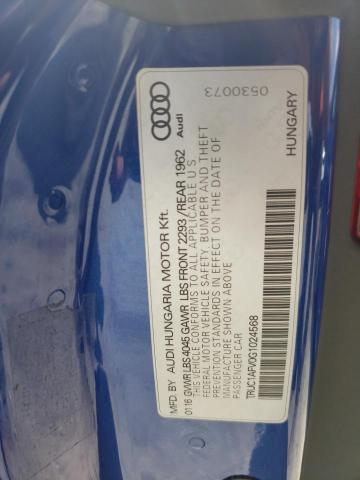 Audi
0530073
MFD. BY AUDI HUNGARIA MOTOR Kft.
01 16 GVWR LBS 4045 GAWR LBS FRONT 2293 /REAR 1962
THIS VEHICLE CONFORMS TO ALL APPLICABLE U S
FEDERAL MOTOR VEHICLE SAFETY, BUMPER AND THEFT
PREVENTION STANDARDS IN EFFECT ON THE DATE OF
MANUFACTURE SHOWN ABOVE
PASSENGER CAR
TRUC1AFV0G1024568
HUNGARY